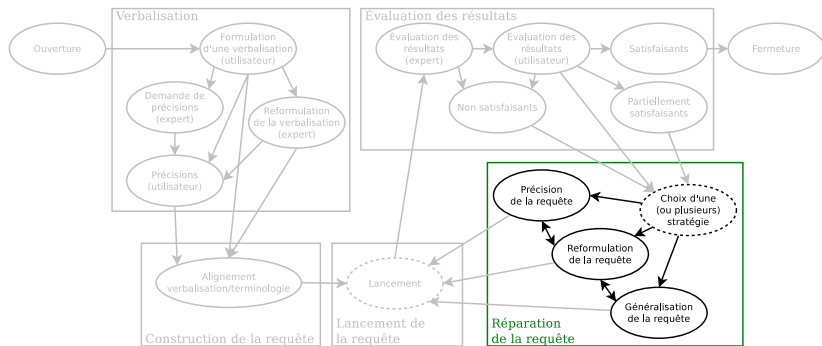 Verbalisation
Évaluation des résultats
Ouverture
Formulation
d'une verbalisation
(utilisateur)
Évaluation des
résultats
(expert)
Évaluation des
résultats
(utilisateur)
Satisfaisants
Fermeture
Demande de
précisions
(expert)
Reformulation
de la verbalisation
(expert)
Non satisfaisants
Partiellement
satisfaisants
Précisions
(utilisateur)
Précision
de la requête
Choix d'une
(ou plusieurs)
stratégie
Reformulation
de la requête
Alignement
verbalisation/terminologie
Lancement
Généralisation
de la requête
Construction de la requête
Lancement de
la requête
Réparation
de la requête